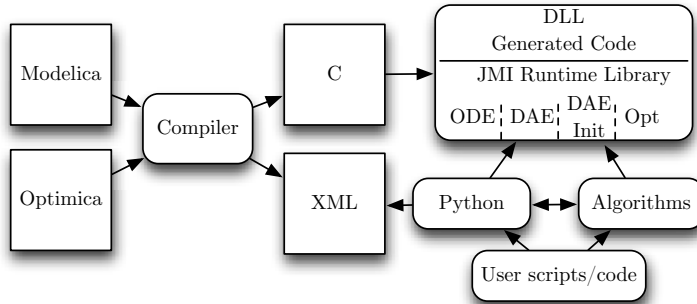 Modelica
Optimica
Compiler
C
XML
DLL
Generated Code
JMI Runtime Library
ODE
DAE
DAE
Init
Opt
Python
Algorithms
User scripts/code